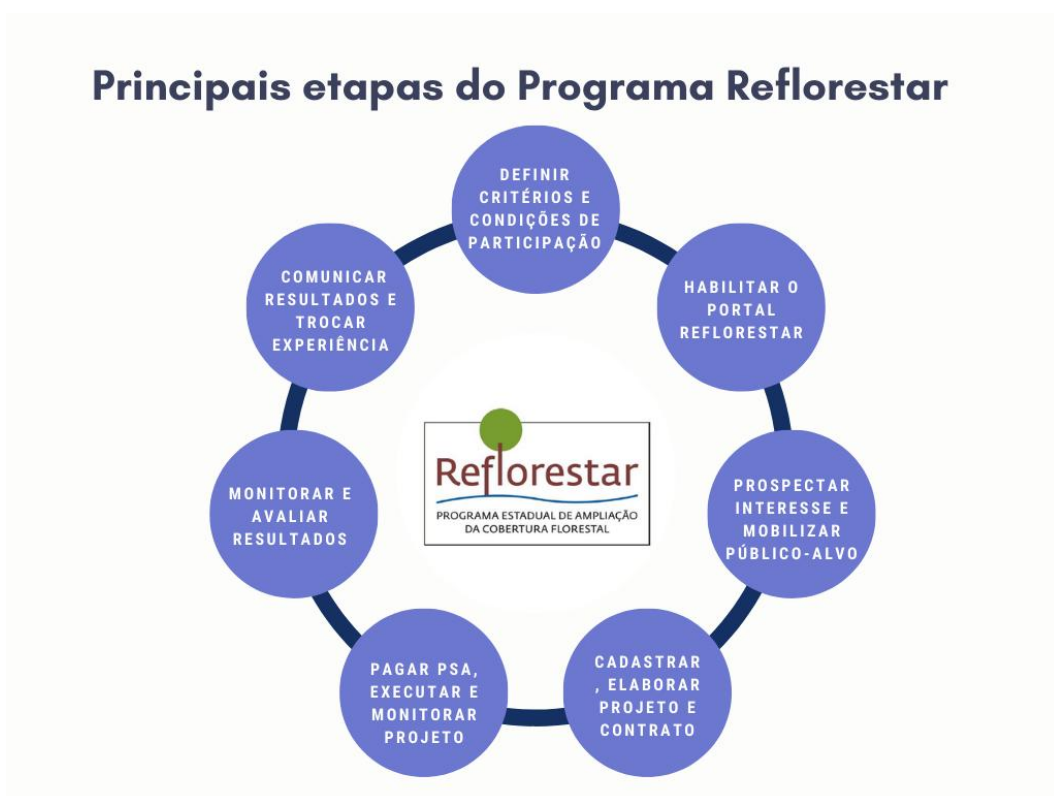 Principais etapas do Programa Reflorestar
DEFINIR
CRITÉRIOS E
CONDIÇÕES DE
PARTICIPAÇÃO
HABILITAR O
PORTAL
REFLORESTAR
PROSPECTAR
INTERESSE E
MOBILIZAR
PÚBLICO-ALVO
CADASTRAR
, ELABORAR
PROJETO E
CONTRATO
PAGAR PSA,
EXECUTAR E
MONITORAR
PROJETO
MONITORAR E
AVALIAR
RESULTADOS
COMUNICAR
RESULTADOS E
TROCAR
EXPERIÊNCIA
Reflorestar
PROGRAMA ESTADUAL DE AMPLIAÇÃO
DA COBERTURA FLORESTAL